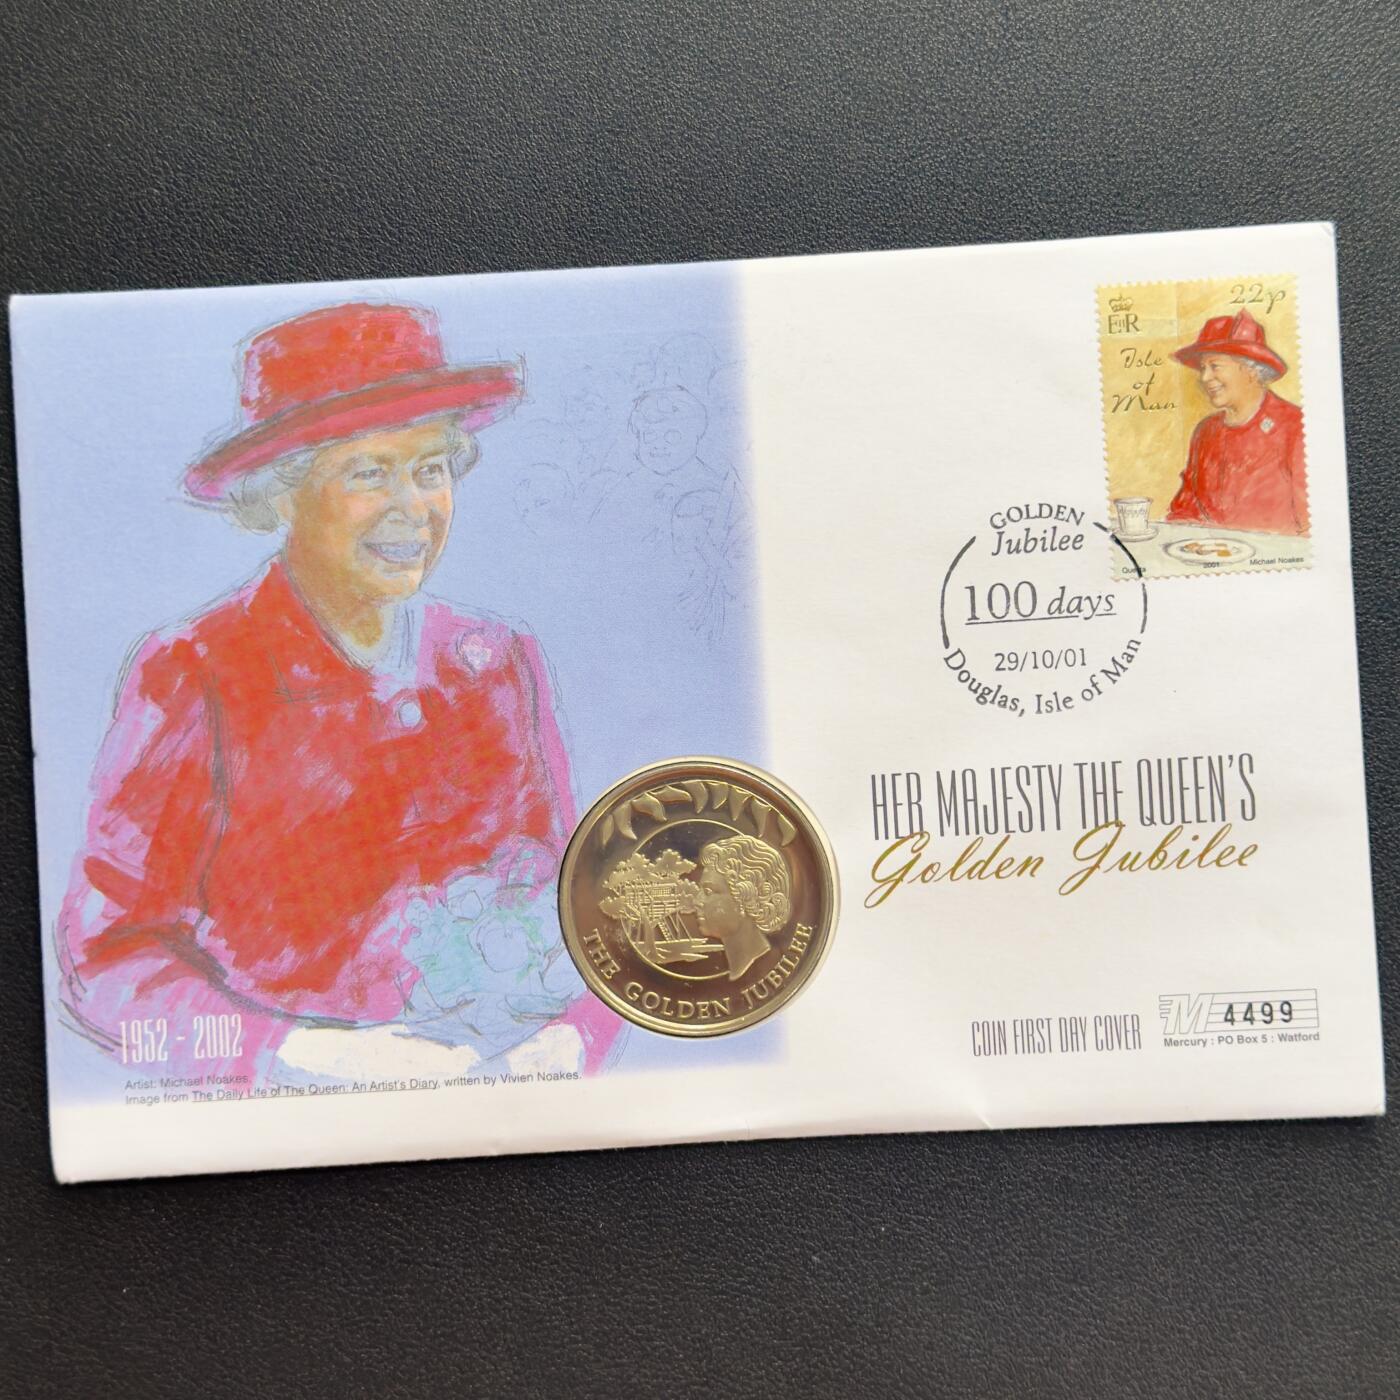 22p
EIIR
Isle
of
Man
Questa 2001 Michael Noakes
GOLDEN
Jubilee
100 days
29/10/01
Douglas, Isle of Man
HER MAJESTY THE QUEEN'S
Golden Jubilee
THE GOLDEN JUBILEE
1952 - 2002
Artist: Michael Noakes.
Image from The Daily Life of The Queen: An Artist's Diary, written by Vivien Noakes.
COIN FIRST DAY COVER
M 4499
Mercury : PO Box 5 : Watford